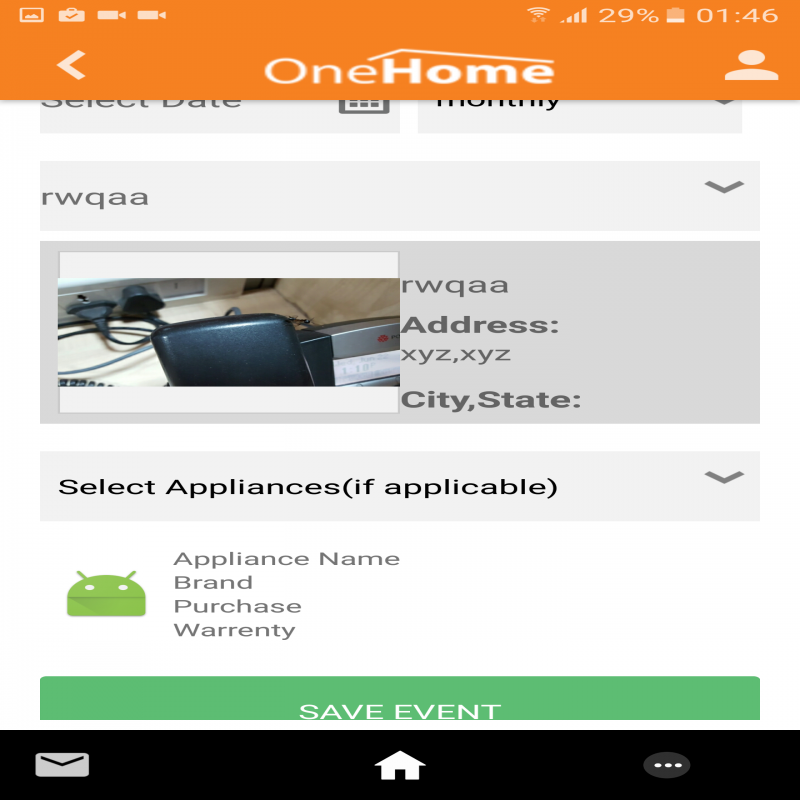 29% 01:46
OneHome
Select Date monthly
rwqaa
rwqaa
Address:
xyz,xyz
City,State:
Select Appliances(if applicable)
Appliance Name
Brand
Purchase
Warrenty
SAVE EVENT